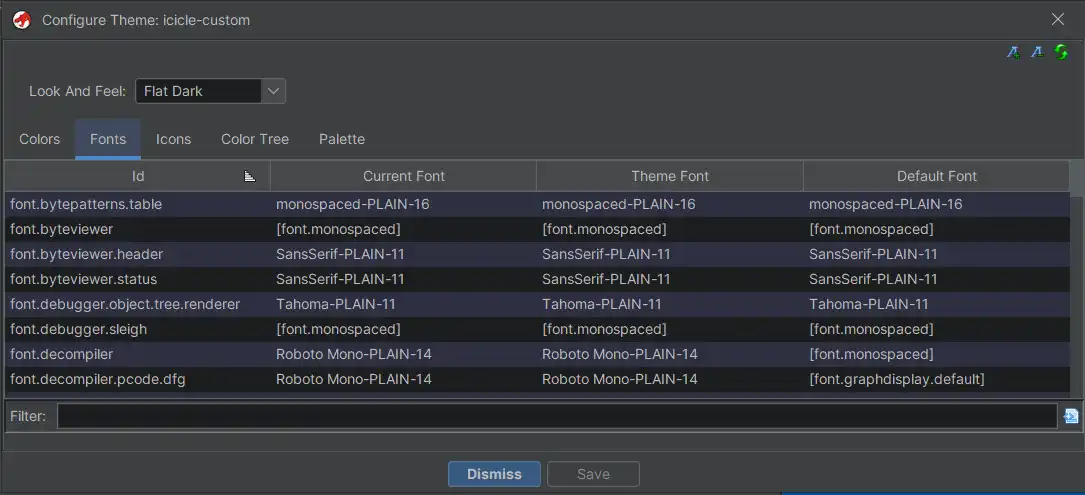 Configure Theme: icicle-custom
Look And Feel: Flat Dark
Colors Fonts Icons Color Tree Palette
Id Current Font Theme Font Default Font
font.bytepatterns.table monospaced-PLAIN-16 monospaced-PLAIN-16 monospaced-PLAIN-16
font.byteviewer [font.monospaced] [font.monospaced] [font.monospaced]
font.byteviewer.header SansSerif-PLAIN-11 SansSerif-PLAIN-11 SansSerif-PLAIN-11
font.byteviewer.status SansSerif-PLAIN-11 SansSerif-PLAIN-11 SansSerif-PLAIN-11
font.debugger.object.tree.renderer Tahoma-PLAIN-11 Tahoma-PLAIN-11 Tahoma-PLAIN-11
font.debugger.sleigh [font.monospaced] [font.monospaced] [font.monospaced]
font.decompiler Roboto Mono-PLAIN-14 Roboto Mono-PLAIN-14 [font.monospaced]
font.decompiler.pcode.dfg Roboto Mono-PLAIN-14 Roboto Mono-PLAIN-14 [font.graphdisplay.default]
Filter:
Dismiss Save